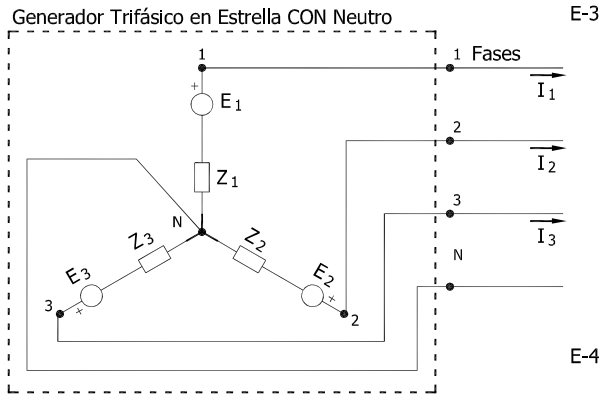 Generador Trifásico en Estrella CON Neutro
E-3
1
1 Fases
+
E1
I1
2
I2
Z1
3
N
Z3
Z2
I3
N
E3
E2
3
+
+
2
E-4